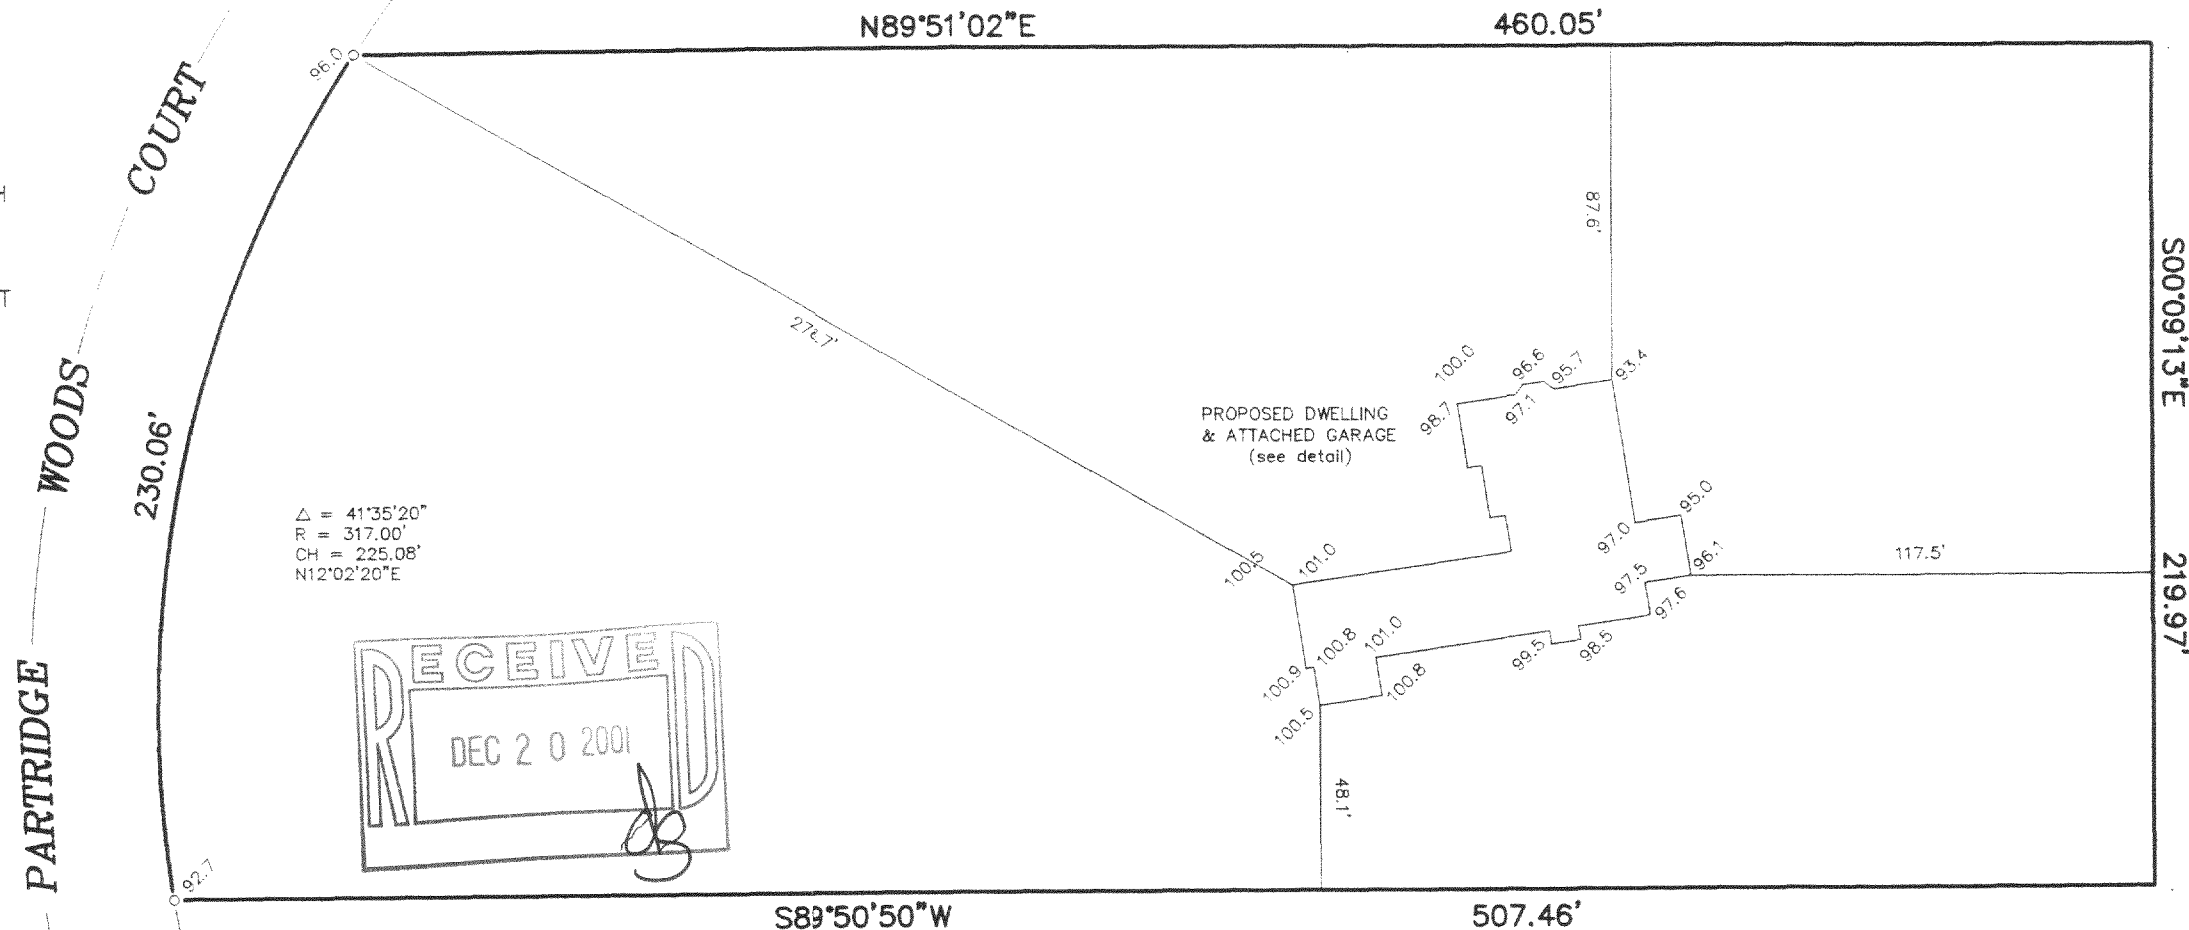 N89°51'02"E
460.05'
96.0
COURT
H
T
WOODS
PARTRIDGE
230.06'
87.6'
S00°09'13"E
219.97'
PROPOSED DWELLING
& ATTACHED GARAGE
(see detail)
100.0
96.6
95.7
93.4
98.7
97.1
95.0
97.0
96.1
117.5'
97.5
97.6
98.5
99.5
100.5
101.0
100.8
101.0
100.9
100.8
100.5
48.1'
△ = 41°35'20"
R = 317.00'
CH = 225.08'
N12°02'20"E
RECEIVED
DEC 20 2001
dB
92.7
S89°50'50"W
507.46'